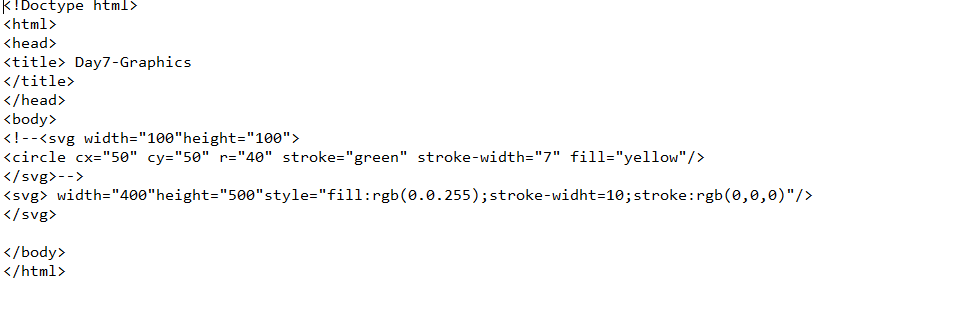 <!Doctype html>
<html>
<head>
<title> Day7-Graphics
</title>
</head>
<body>
<!--<svg width="100"height="100">
<circle cx="50" cy="50" r="40" stroke="green" stroke-width="7" fill="yellow"/>
</svg>-->
<svg> width="400"height="500"style="fill:rgb(0.0.255);stroke-widht=10;stroke:rgb(0,0,0)"/>
</svg>
</body>
</html>